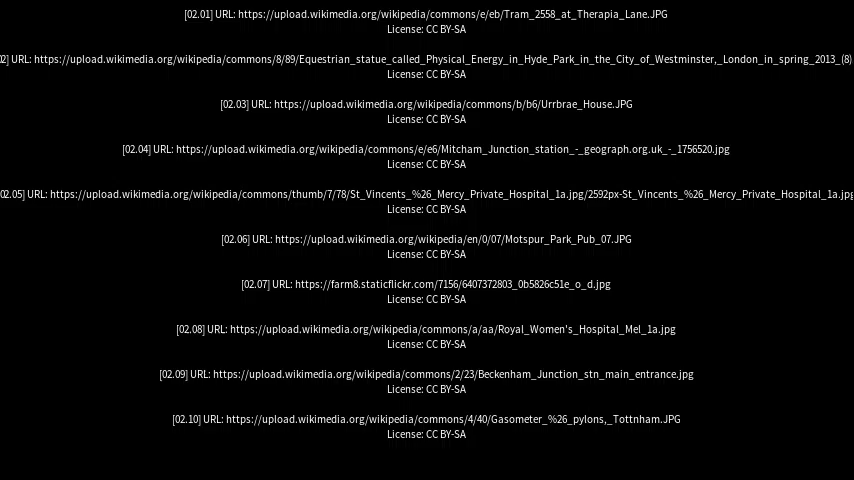 [02.01] URL: https://upload.wikimedia.org/wikipedia/commons/e/eb/Tram_2558_at_Therapia_Lane.JPG
License: CC BY-SA
02] URL: https://upload.wikimedia.org/wikipedia/commons/8/89/Equestrian_statue_called_Physical_Energy_in_Hyde_Park_in_the_City_of_Westminster,_London_in_spring_2013_(8)
License: CC BY-SA
[02.03] URL: https://upload.wikimedia.org/wikipedia/commons/b/b6/Urrbrae_House.JPG
License: CC BY-SA
[02.04] URL: https://upload.wikimedia.org/wikipedia/commons/e/e6/Mitcham_Junction_station_-_geograph.org.uk_-_1756520.jpg
License: CC BY-SA
02.05] URL: https://upload.wikimedia.org/wikipedia/commons/thumb/7/78/St_Vincents_%26_Mercy_Private_Hospital_1a.jpg/2592px-St_Vincents_%26_Mercy_Private_Hospital_1a.jpg
License: CC BY-SA
[02.06] URL: https://upload.wikimedia.org/wikipedia/en/0/07/Motspur_Park_Pub_07.JPG
License: CC BY-SA
[02.07] URL: https://farm8.staticflickr.com/7156/6407372803_0b5826c51e_o_d.jpg
License: CC BY-SA
[02.08] URL: https://upload.wikimedia.org/wikipedia/commons/a/aa/Royal_Women's_Hospital_Mel_1a.jpg
License: CC BY-SA
[02.09] URL: https://upload.wikimedia.org/wikipedia/commons/2/23/Beckenham_Junction_stn_main_entrance.jpg
License: CC BY-SA
[02.10] URL: https://upload.wikimedia.org/wikipedia/commons/4/40/Gasometer_%26_pylons,_Tottnham.JPG
License: CC BY-SA